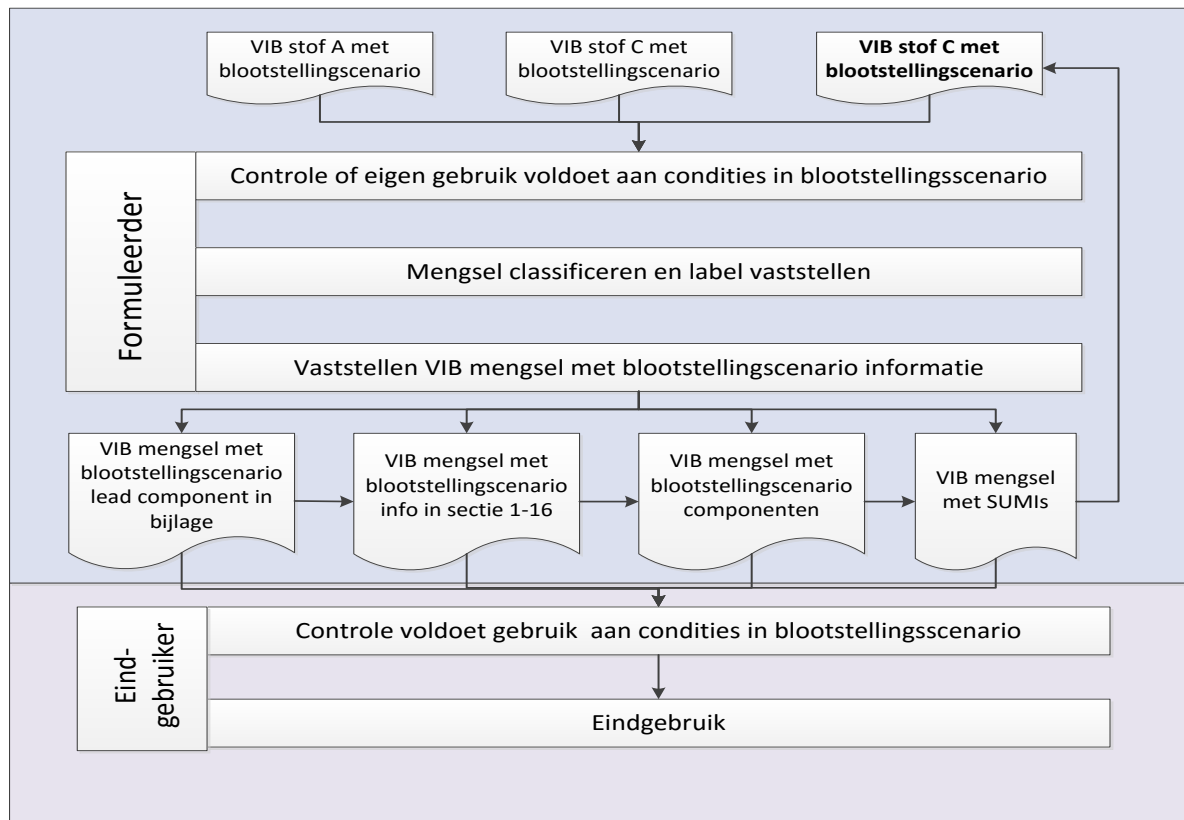 VIB stof A met
blootstellingscenario
VIB stof C met
blootstellingscenario
VIB stof C met
blootstellingscenario
Formuleerder
Controle of eigen gebruik voldoet aan condities in blootstellingsscenario
Mengsel classificeren en label vaststellen
Vaststellen VIB mengsel met blootstellingscenario informatie
VIB mengsel met
blootstellingscenario
lead component in
bijlage
VIB mengsel met
blootstellingscenario
info in sectie 1-16
VIB mengsel met
blootstellingscenario
componenten
VIB mengsel
met SUMIs
Eind-
gebruiker
Controle voldoet gebruik aan condities in blootstellingsscenario
Eindgebruik